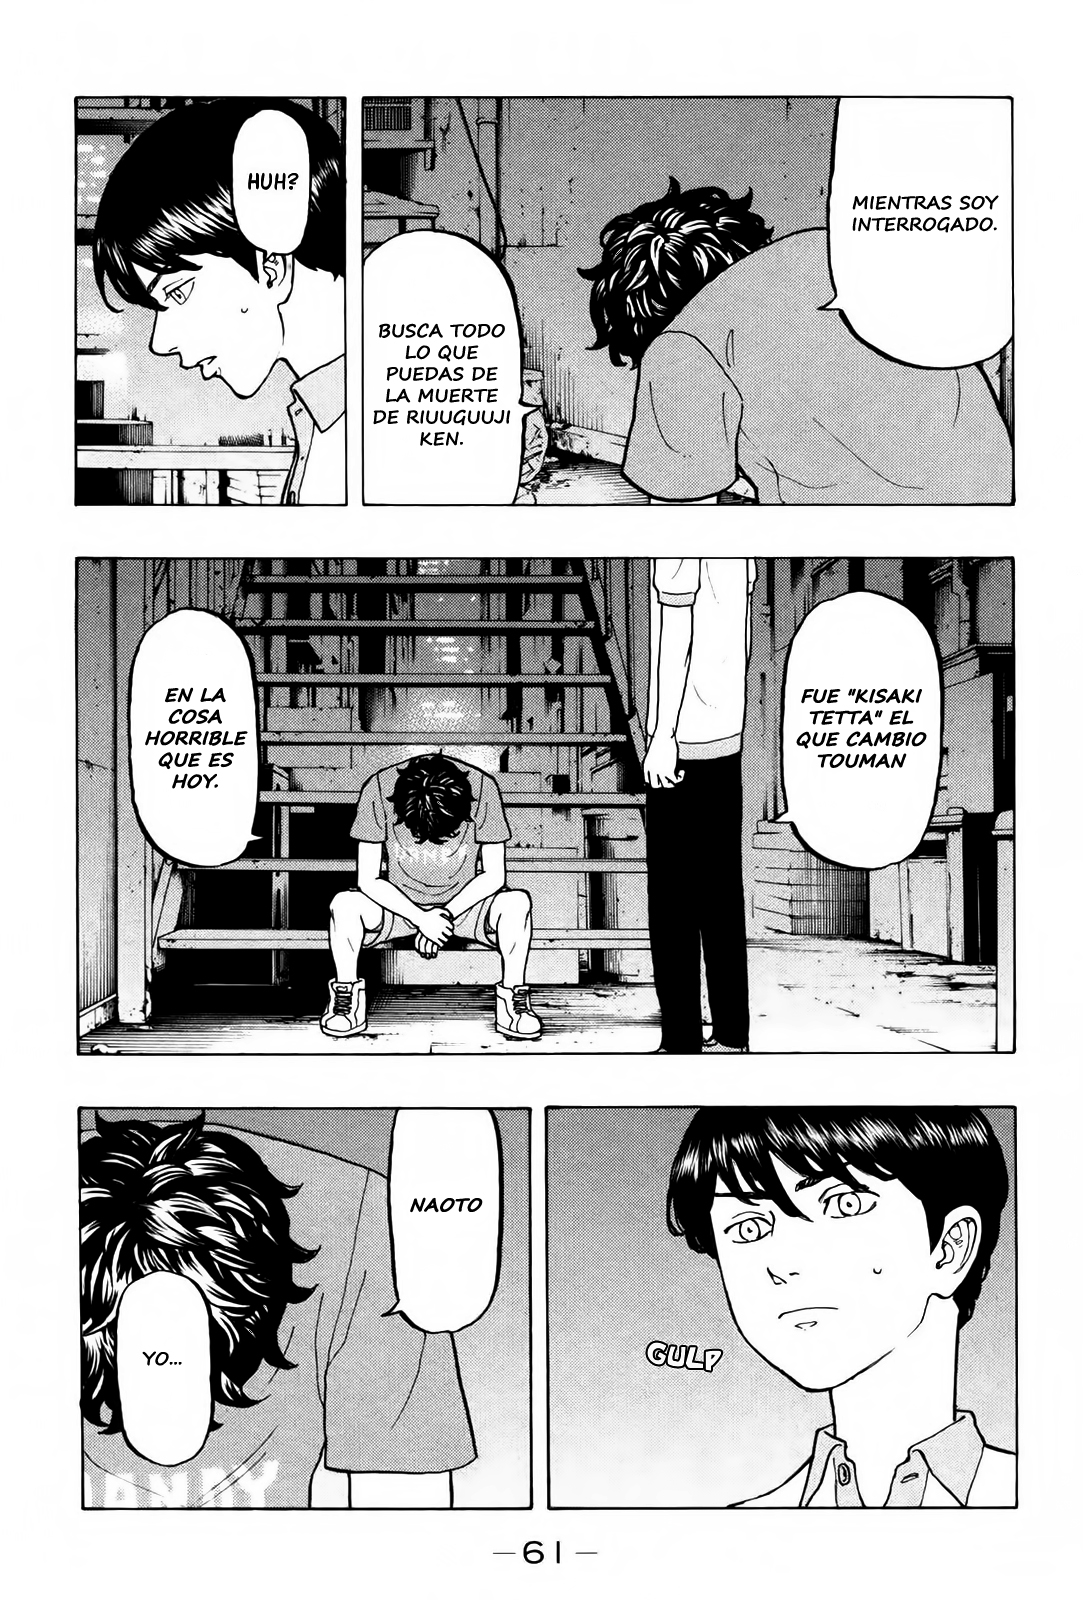 MIENTRAS SOY
INTERROGADO.
BUSCA TODO
LO QUE
PUEDAS DE
LA MUERTE
DE RIUUGUUJI
KEN.
HUH?
FUE "KISAKI
TETTA" EL
QUE CAMBIO
TOUMAN
EN LA
COSA
HORRIBLE
QUE ES
HOY.
GULP
NAOTO
YO...
—61—